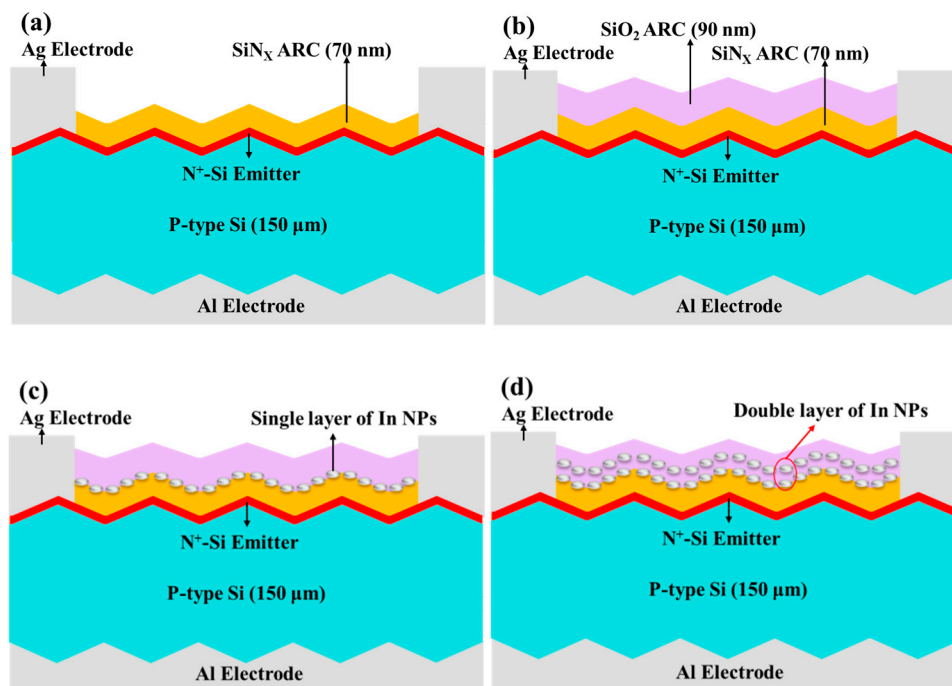 (a)
Ag Electrode
SiNX ARC (70 nm)
N⁺-Si Emitter
P-type Si (150 μm)
Al Electrode
(b)
SiO₂ ARC (90 nm)
Ag Electrode
SiNX ARC (70 nm)
N⁺-Si Emitter
P-type Si (150 μm)
Al Electrode
(c)
Ag Electrode
Single layer of In NPs
N⁺-Si Emitter
P-type Si (150 μm)
Al Electrode
(d)
Ag Electrode
Double layer of In NPs
N⁺-Si Emitter
P-type Si (150 μm)
Al Electrode